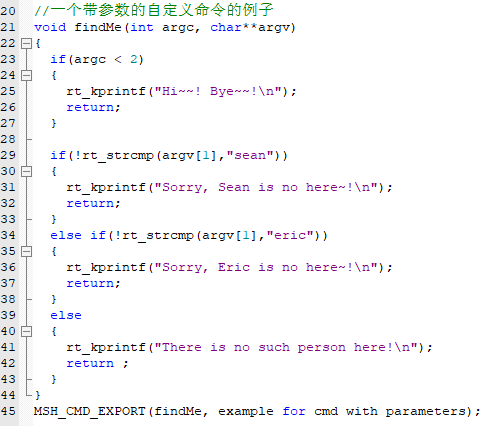 20 //一个带参数的自定义命令的例子
21 void findMe(int argc, char**argv)
22 {
23 if(argc < 2)
24 {
25 rt_kprintf("Hi~~! Bye~~!\n");
26 return;
27 }
28
29 if(!rt_strcmp(argv[1],"sean"))
30 {
31 rt_kprintf("Sorry, Sean is no here~!\n");
32 return;
33 }
34 else if(!rt_strcmp(argv[1],"eric"))
35 {
36 rt_kprintf("Sorry, Eric is no here~!\n");
37 return;
38 }
39 else
40 {
41 rt_kprintf("There is no such person here!\n");
42 return ;
43 }
44 }
45 MSH_CMD_EXPORT(findMe, example for cmd with parameters);